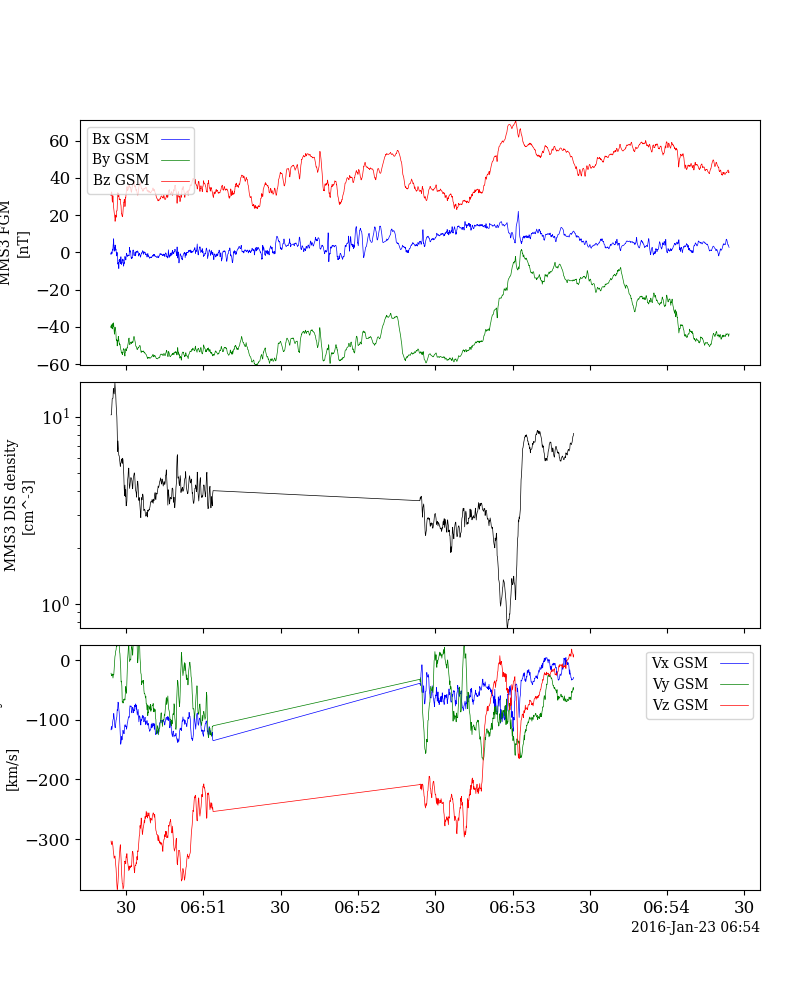 60
40
20
0
−20
−40
−60
MMS3 FGM
[nT]
Bx GSM
By GSM
Bz GSM
10^1
10^0
MMS3 DIS density
[cm^-3]
0
−100
−200
−300
[km/s]
Vx GSM
Vy GSM
Vz GSM
30 06:51 30 06:52 30 06:53 30 06:54 30
2016-Jan-23 06:54